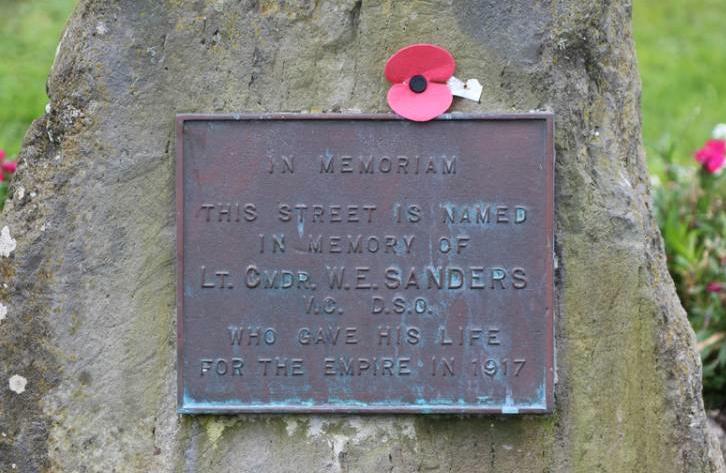 IN MEMORIAM
THIS STREET IS NAMED
IN MEMORY OF
LT. CMDR. W.E. SANDERS
V.C. D.S.O.
WHO GAVE HIS LIFE
FOR THE EMPIRE IN 1917